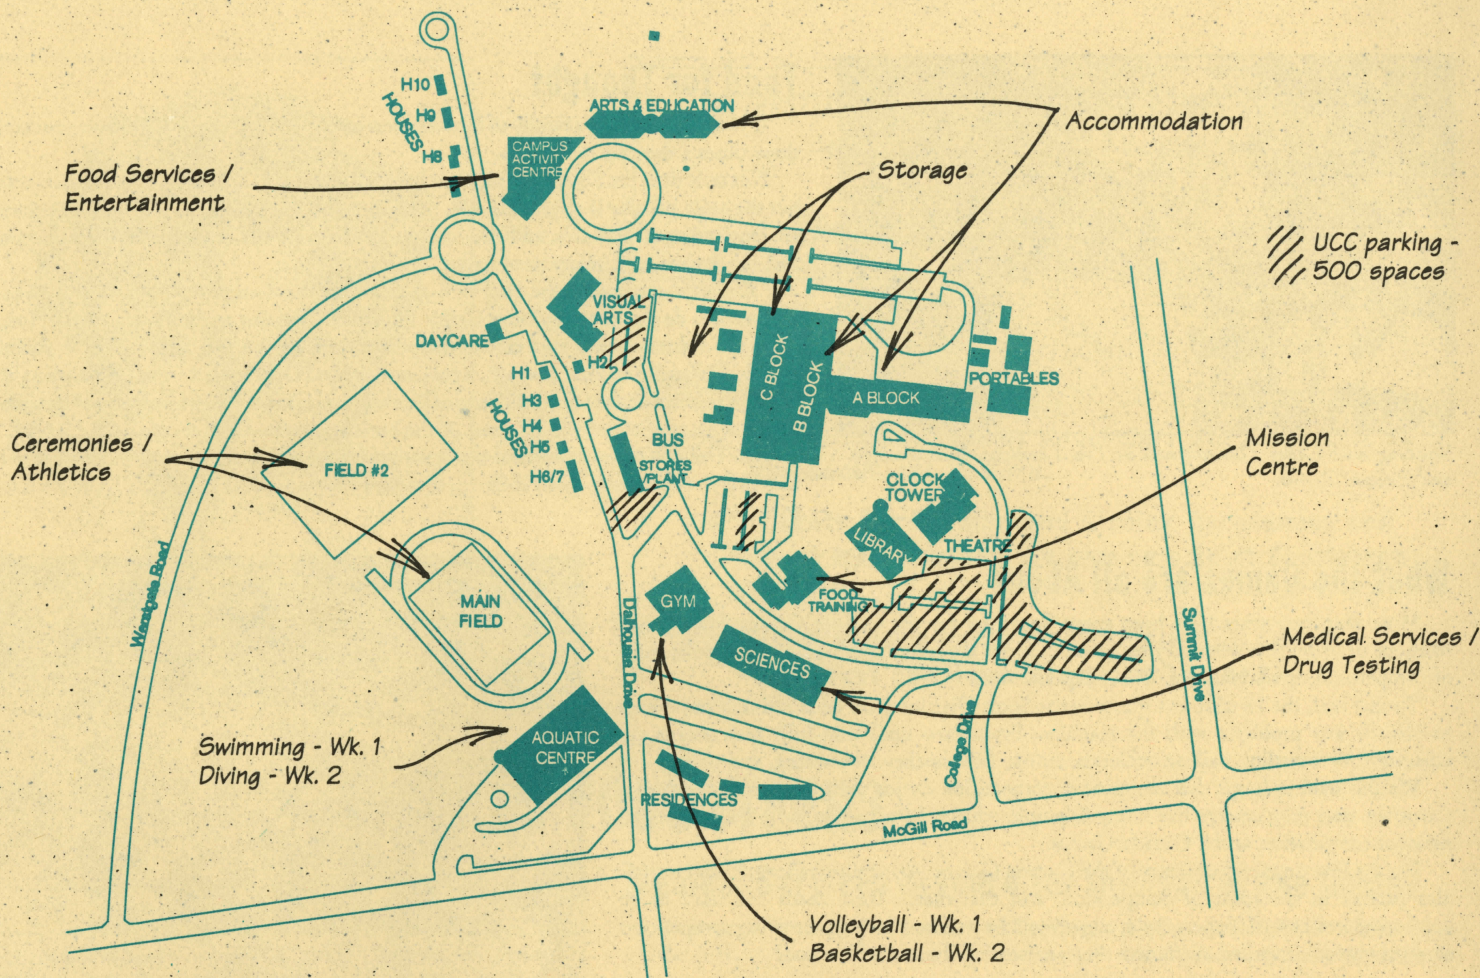 H10
H9
H8
HOUSES
ARTS & EDUCATION
CAMPUS
ACTIVITY
CENTRE
Accommodation
Food Services /
Entertainment
Storage
UCC parking -
500 spaces
VISUAL
ARTS
DAYCARE
H1
H2
H3
H4
H5
H6/7
HOUSES
C BLOCK
B BLOCK
A BLOCK
PORTABLES
Ceremonies /
Athletics
FIELD #2
BUS
STORES
/PLANT
Mission
Centre
CLOCK
TOWER
LIBRARY
THEATRE
Westgate Road
MAIN
FIELD
GYM
FOOD
TRAINING
Dalhousie Drive
SCIENCES
Summit Drive
Medical Services /
Drug Testing
Swimming - Wk. 1
Diving - Wk. 2
AQUATIC
CENTRE
College Drive
RESIDENCES
McGill Road
Volleyball - Wk. 1
Basketball - Wk. 2